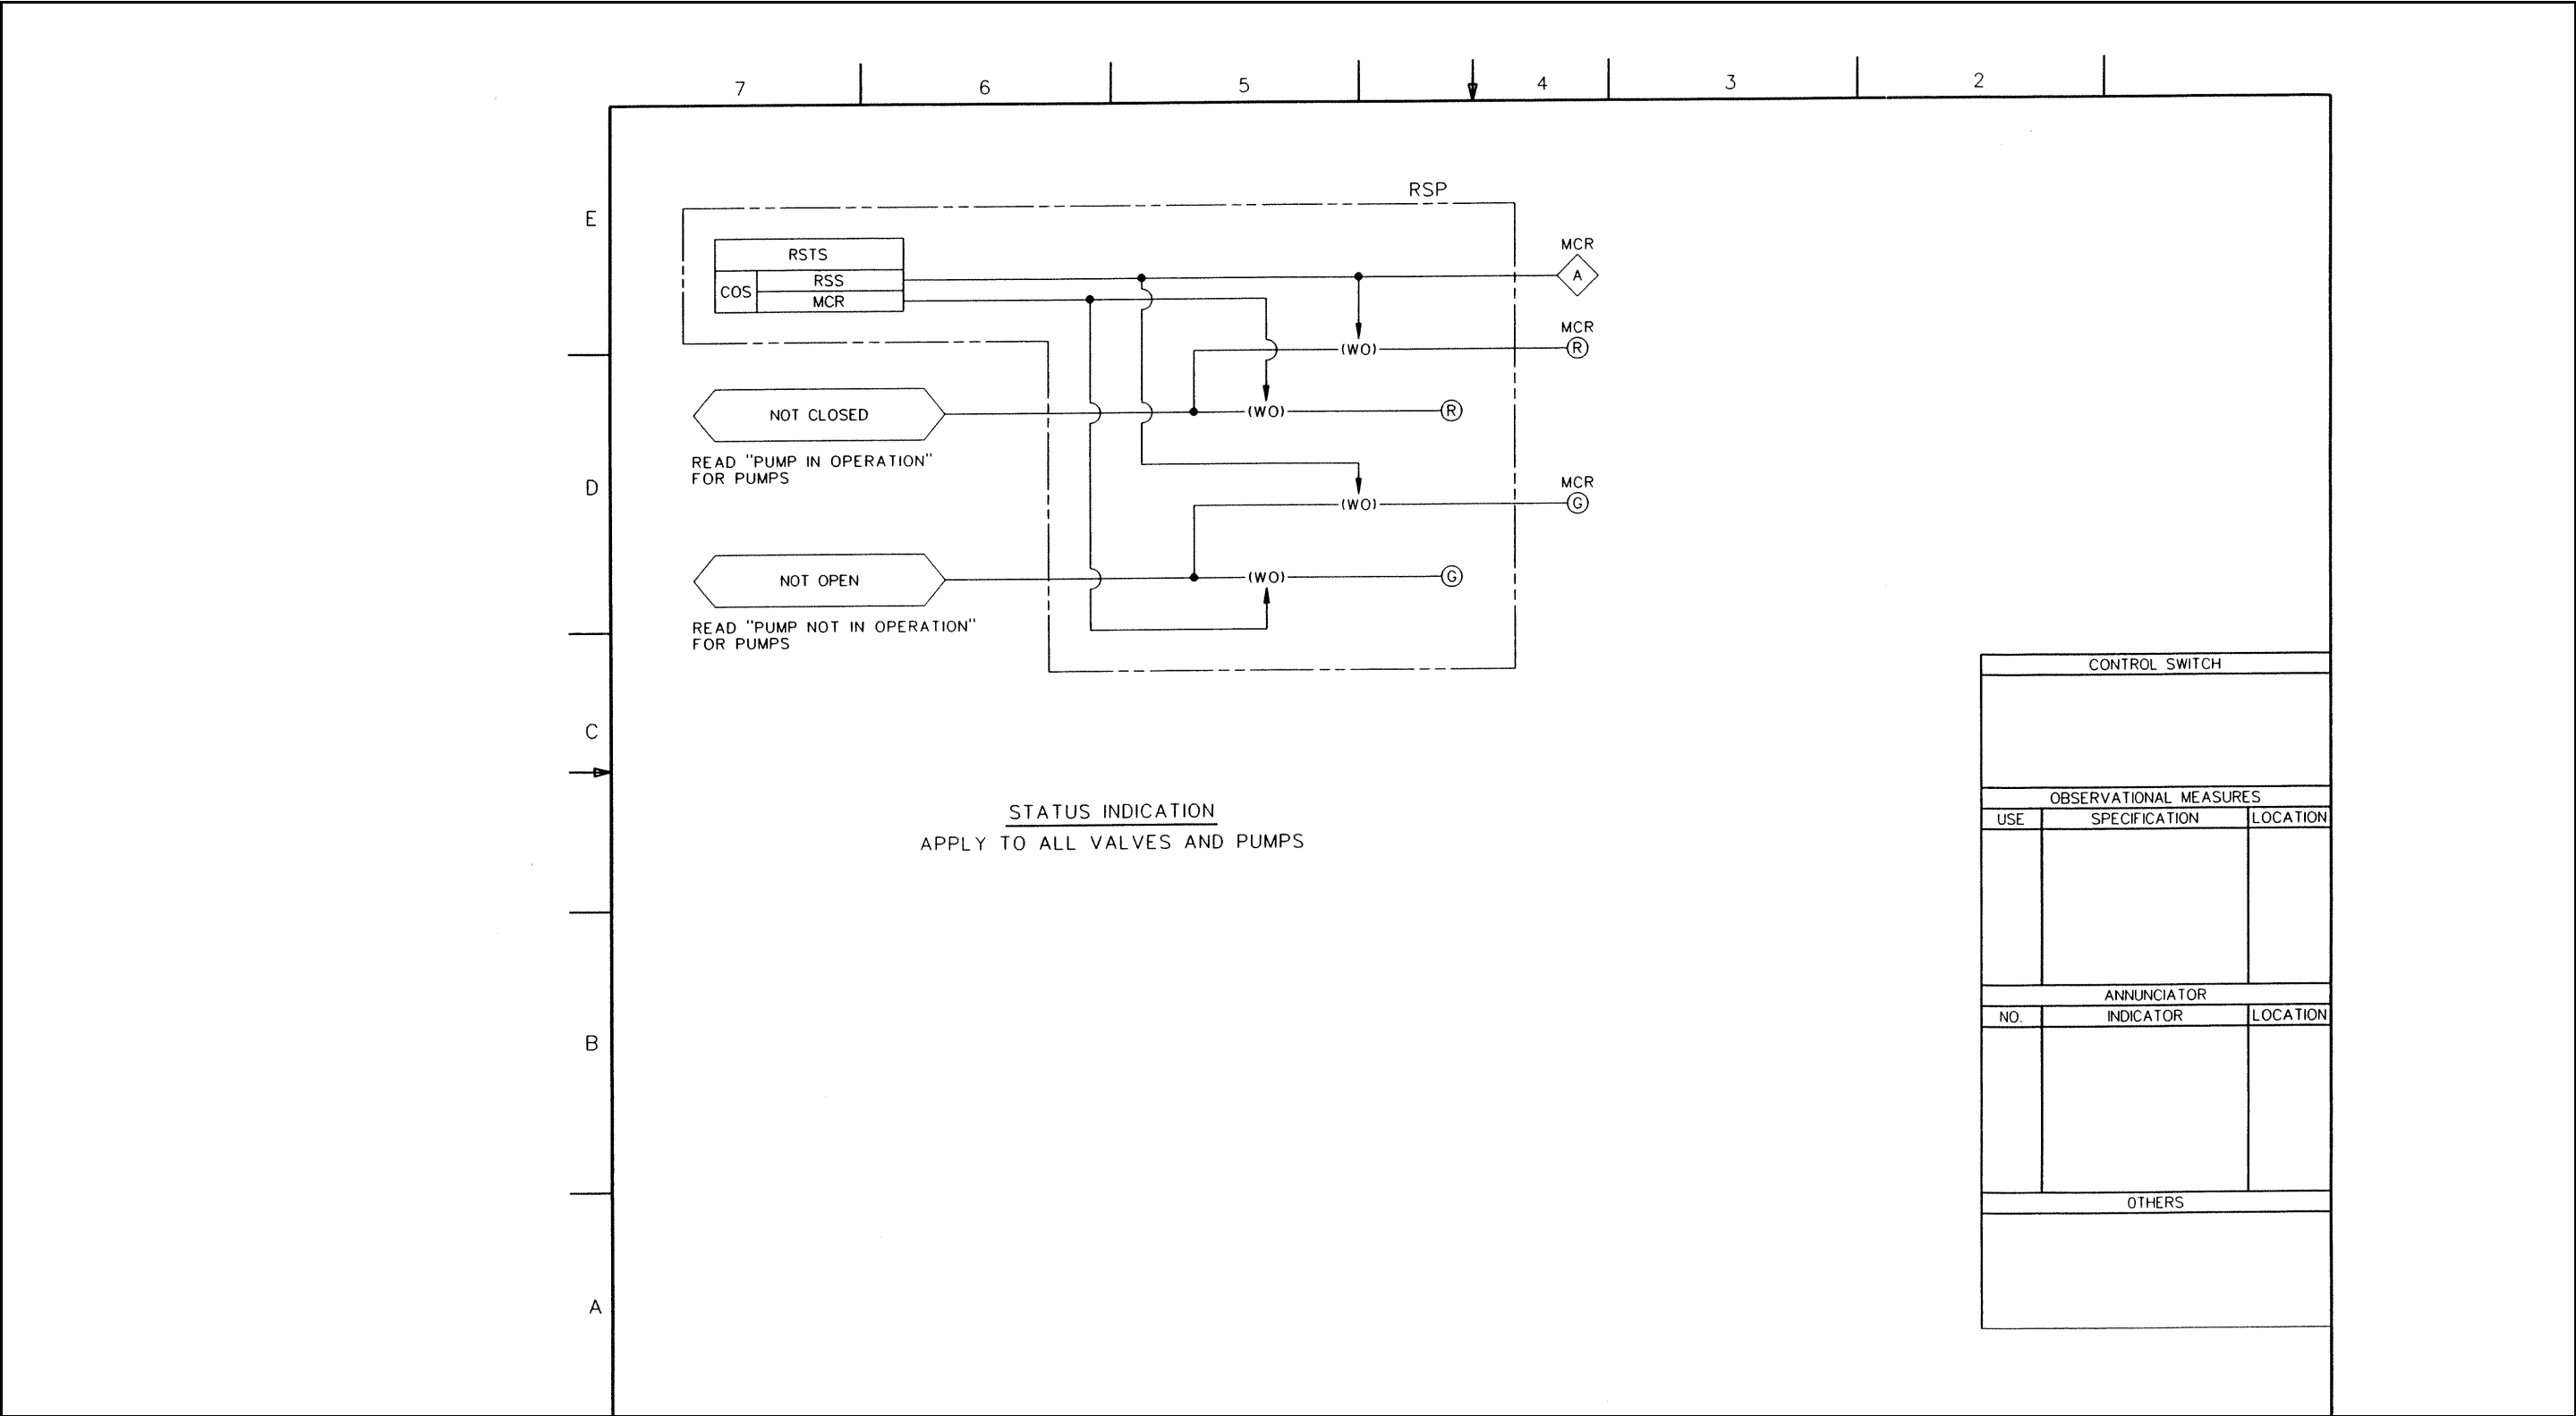 7 6 5 4 3 2
E
D
C
B
A
RSP
RSTS
COS
RSS
MCR
MCR
A
MCR
R
(WO)
NOT CLOSED
(WO)
R
READ "PUMP IN OPERATION"
FOR PUMPS
MCR
(WO)
G
NOT OPEN
(WO)
G
READ "PUMP NOT IN OPERATION"
FOR PUMPS
STATUS INDICATION
APPLY TO ALL VALVES AND PUMPS
CONTROL SWITCH
OBSERVATIONAL MEASURES
USE SPECIFICATION LOCATION
ANNUNCIATOR
NO. INDICATOR LOCATION
OTHERS